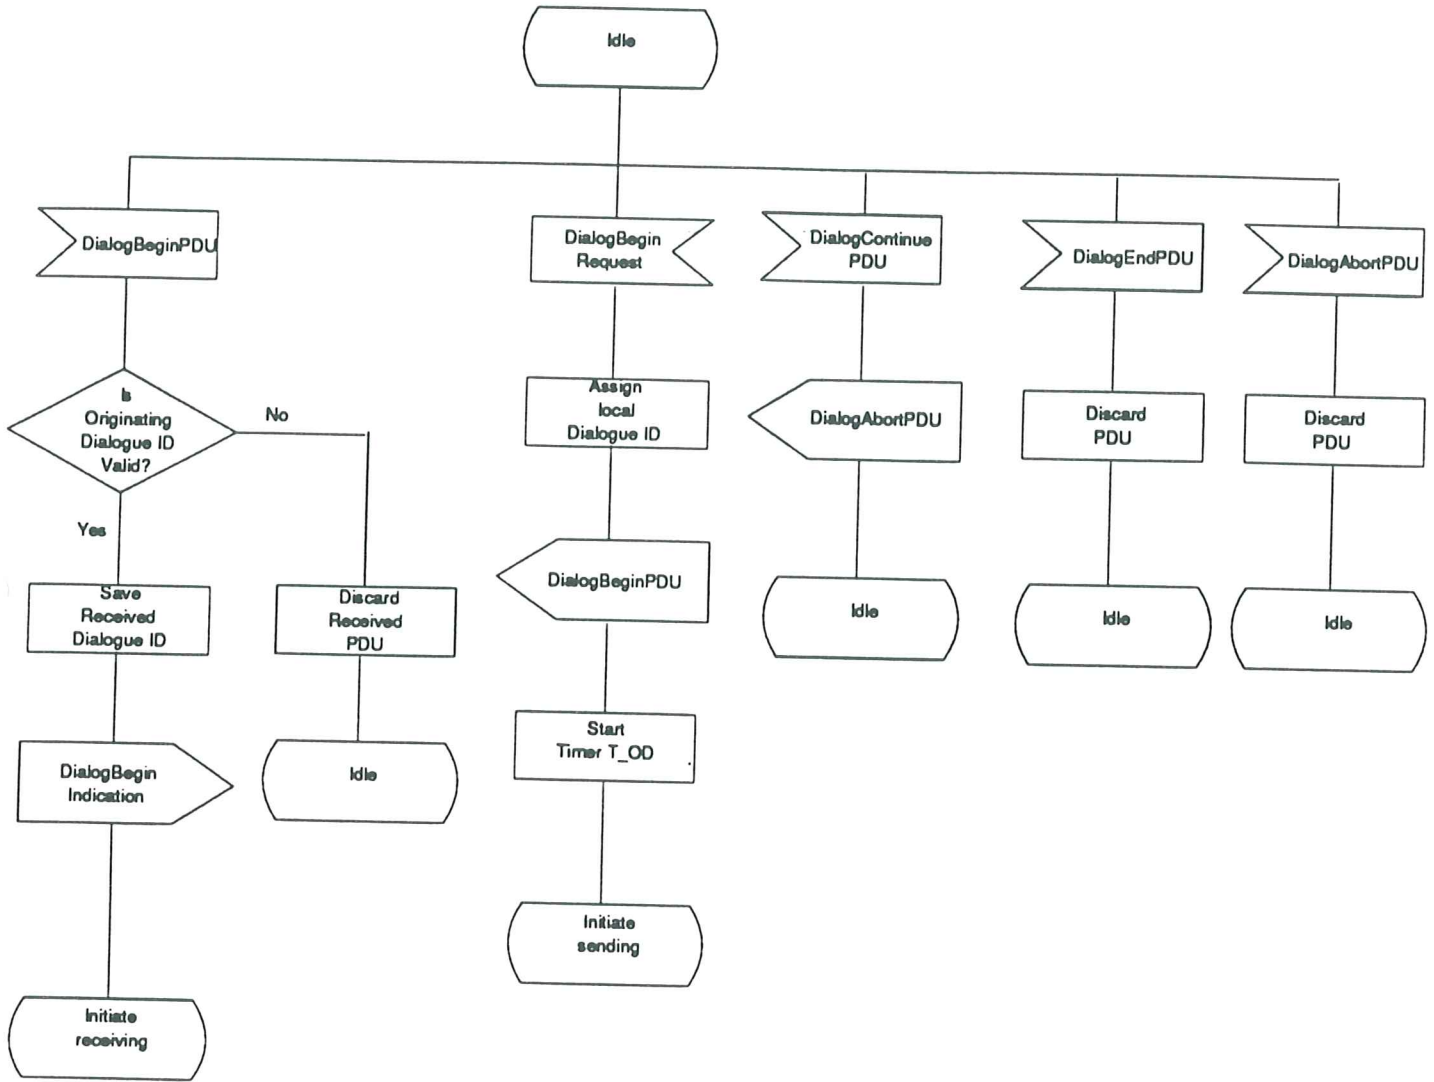 Idle
DialogBeginPDU
DialogBegin
Request
DialogContinue
PDU
DialogEndPDU
DialogAbortPDU
Is
Originating
Dialogue ID
Valid?
No
Yes
Assign
local
Dialogue ID
DialogAbortPDU
Discard
PDU
Discard
PDU
Save
Received
Dialogue ID
Discard
Received
PDU
DialogBeginPDU
Idle
Idle
Idle
DialogBegin
Indication
Idle
Start
Timer T_OD
Initiate
sending
Initiate
receiving